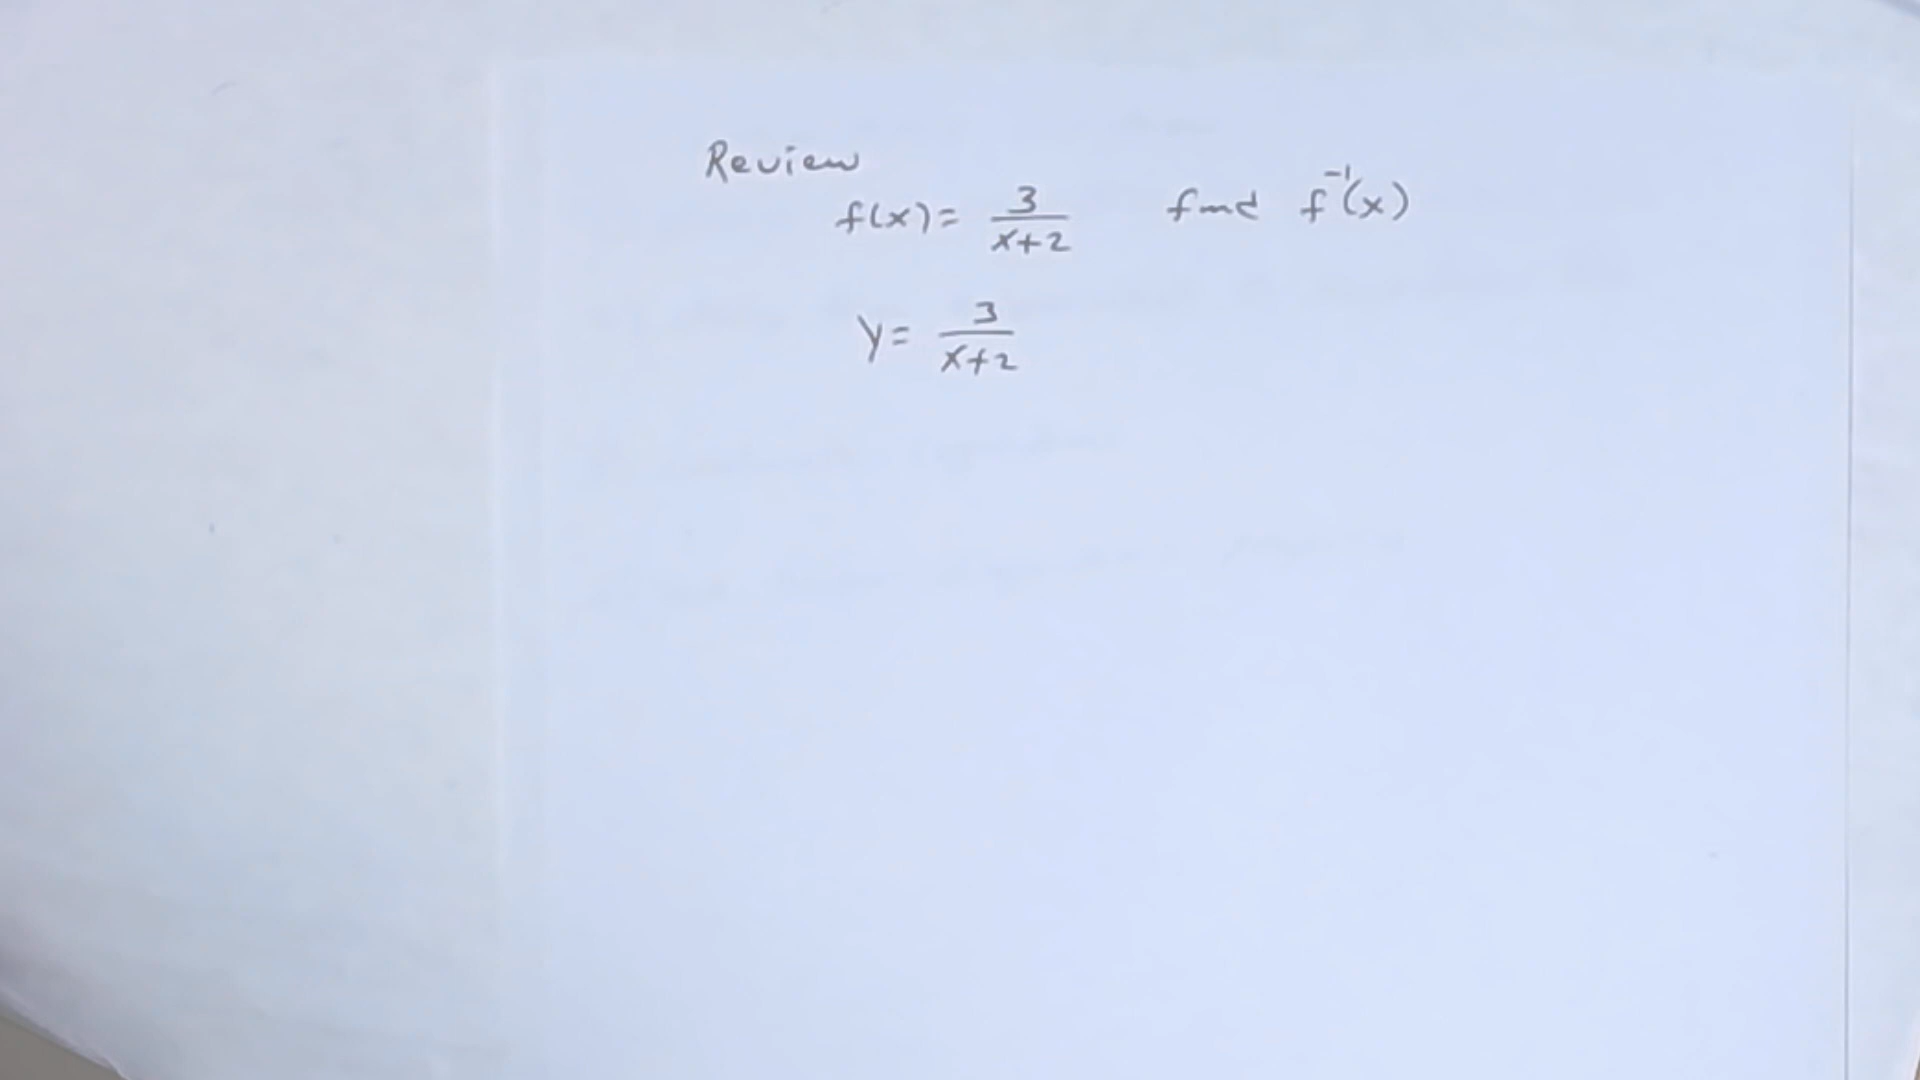 Review
f(x) = 3/(x+2) find f⁻¹(x)
y = 3/(x+2)